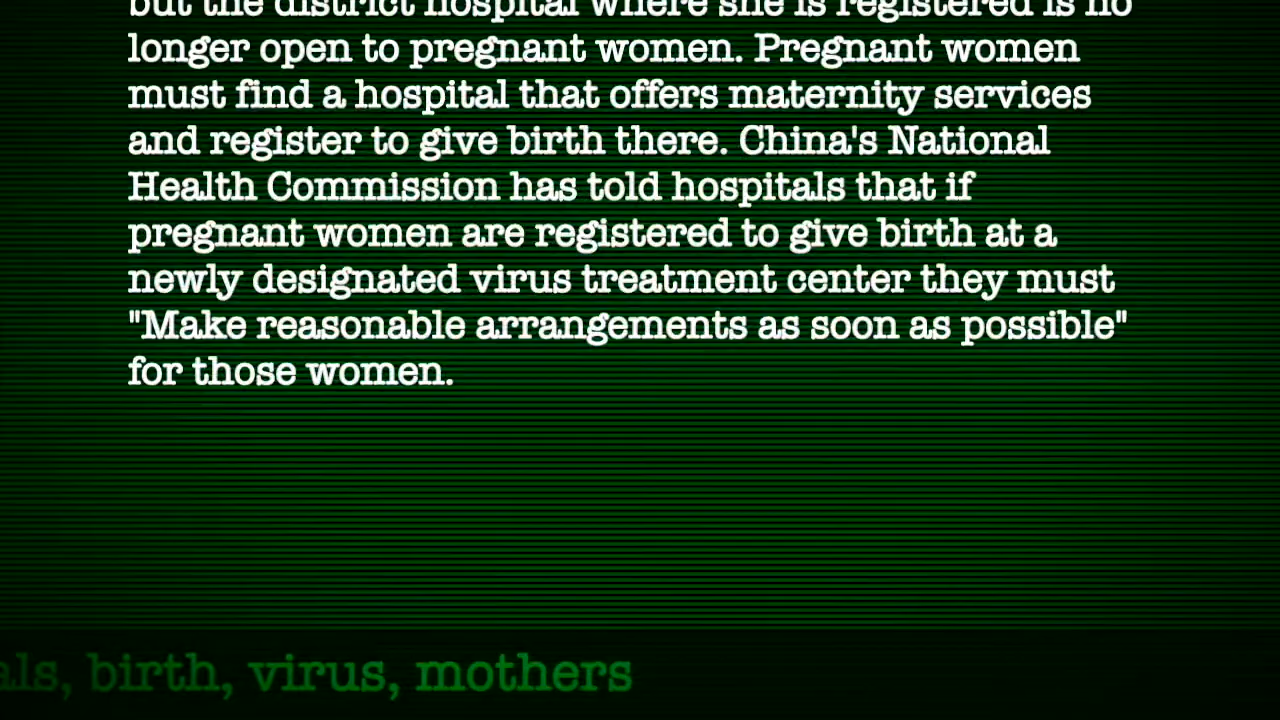 but the district hospital where she is registered is no
longer open to pregnant women. Pregnant women
must find a hospital that offers maternity services
and register to give birth there. China's National
Health Commission has told hospitals that if
pregnant women are registered to give birth at a
newly designated virus treatment center they must
"Make reasonable arrangements as soon as possible"
for those women.
als, birth, virus, mothers